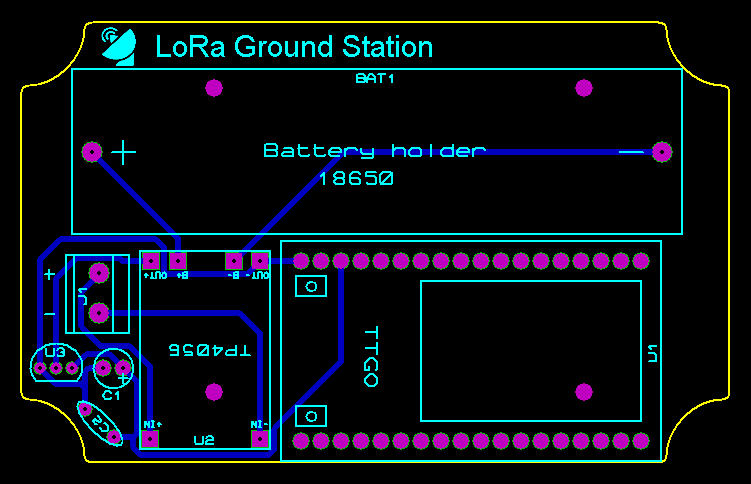 LoRa Ground Station
BAT1
+ Battery holder −
18650
OUT+ B+ B- OUT-
+
J1
−
U3
TP4056
TTGO
U1
C1
+
C2
IN+ IN-
U2